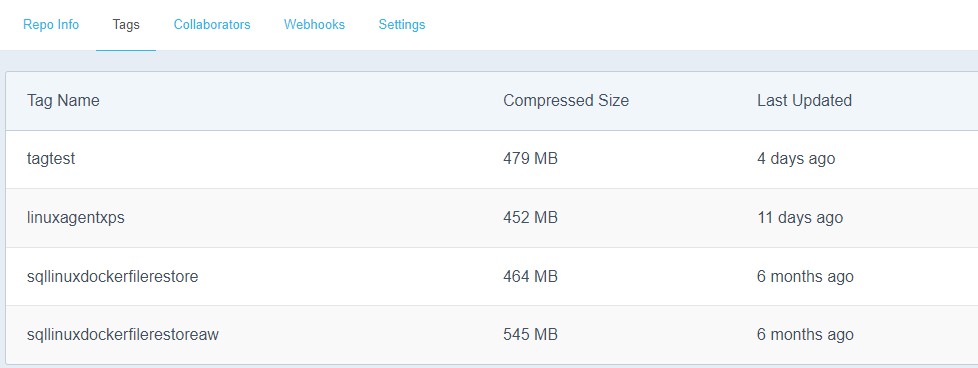 Repo Info Tags Collaborators Webhooks Settings
Tag Name Compressed Size Last Updated
tagtest 479 MB 4 days ago
linuxagentxps 452 MB 11 days ago
sqllinuxdockerfilerestore 464 MB 6 months ago
sqllinuxdockerfilerestoreaw 545 MB 6 months ago